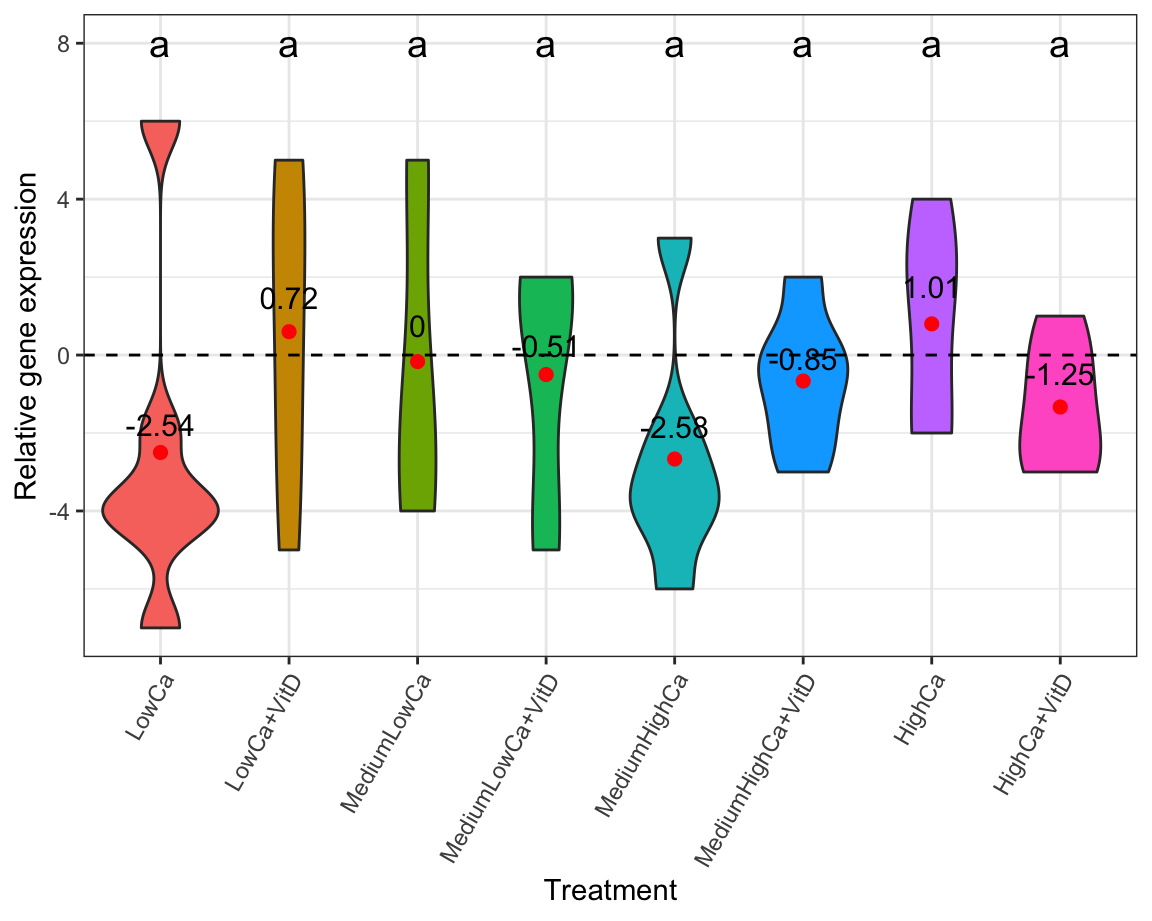 8
a a a a a a a a
4
0
-4
Relative gene expression
-2.54 0.72 0 -0.51 -2.58 -0.85 1.01 -1.25
LowCa
LowCa+VitD
MediumLowCa
MediumLowCa+VitD
MediumHighCa
MediumHighCa+VitD
HighCa
HighCa+VitD
Treatment